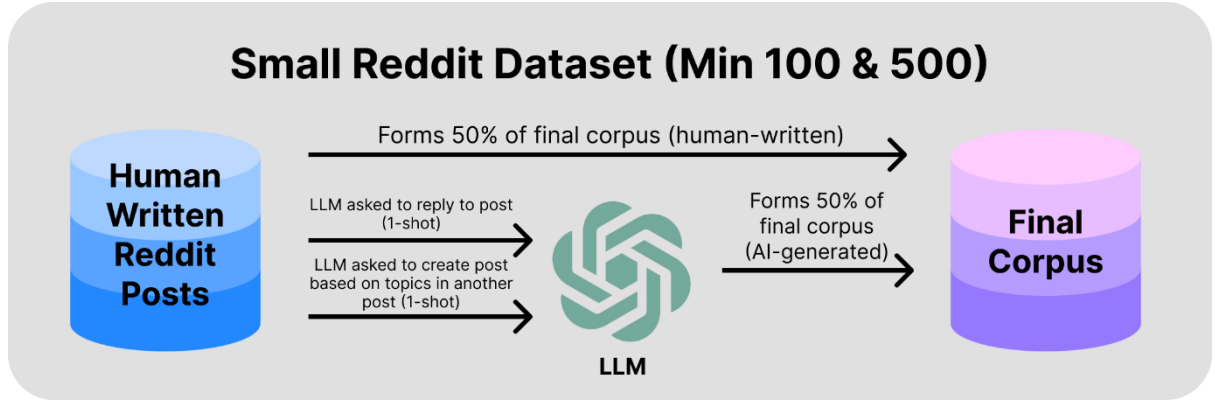 Small Reddit Dataset (Min 100 & 500)
Forms 50% of final corpus (human-written)
Human
Written
Reddit
Posts
LLM asked to reply to post
(1-shot)
LLM asked to create post
based on topics in another
post (1-shot)
LLM
Forms 50% of
final corpus
(AI-generated)
Final
Corpus